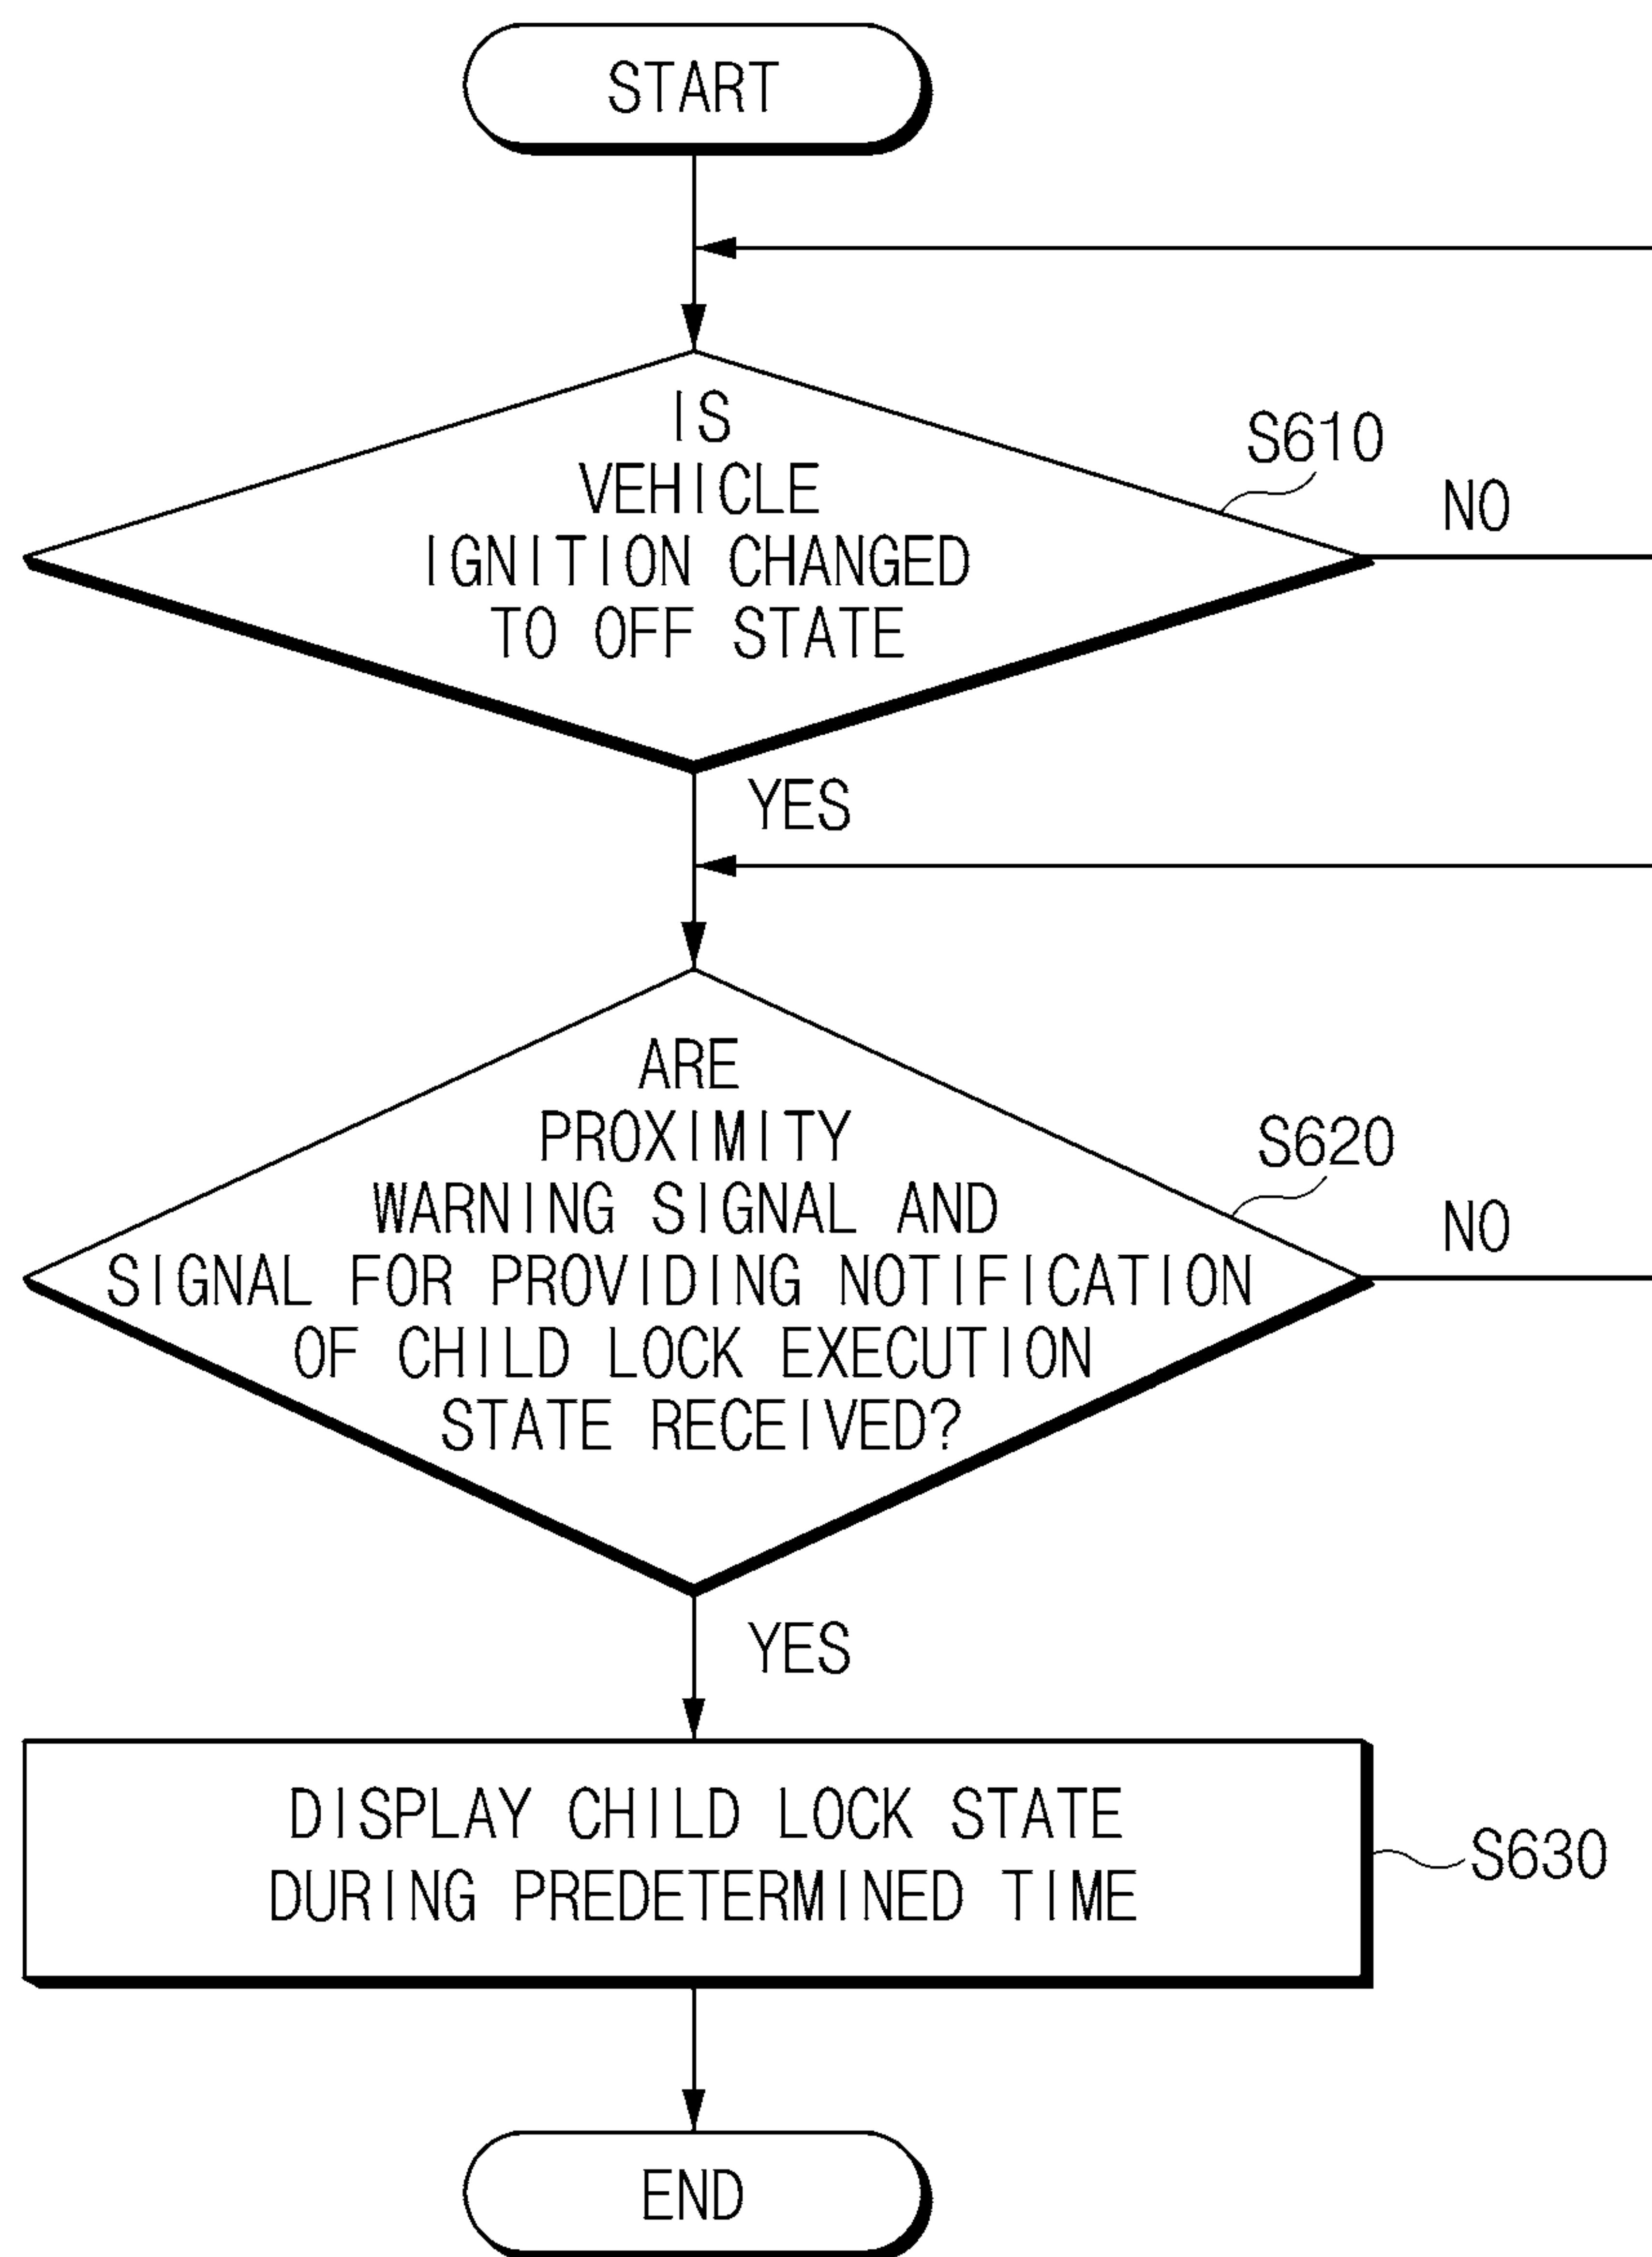 START
IS
VEHICLE
IGNITION CHANGED
TO OFF STATE
S610
NO
YES
ARE
PROXIMITY
WARNING SIGNAL AND
SIGNAL FOR PROVIDING NOTIFICATION
OF CHILD LOCK EXECUTION
STATE RECEIVED?
S620
NO
YES
DISPLAY CHILD LOCK STATE
DURING PREDETERMINED TIME
S630
END